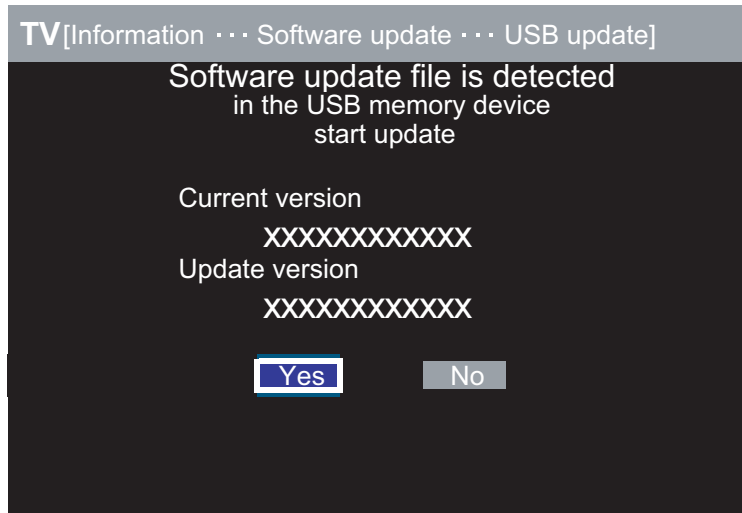 TV[Information ··· Software update ··· USB update]
Software update file is detected
in the USB memory device
start update
Current version
XXXXXXXXXXXX
Update version
XXXXXXXXXXXX
Yes No